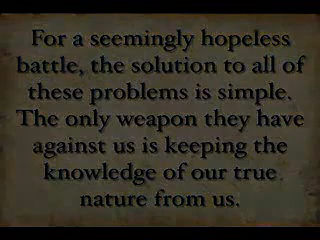 For a seemingly hopeless
battle, the solution to all of
these problems is simple.
The only weapon they have
against us is keeping the
knowledge of our true
nature from us.